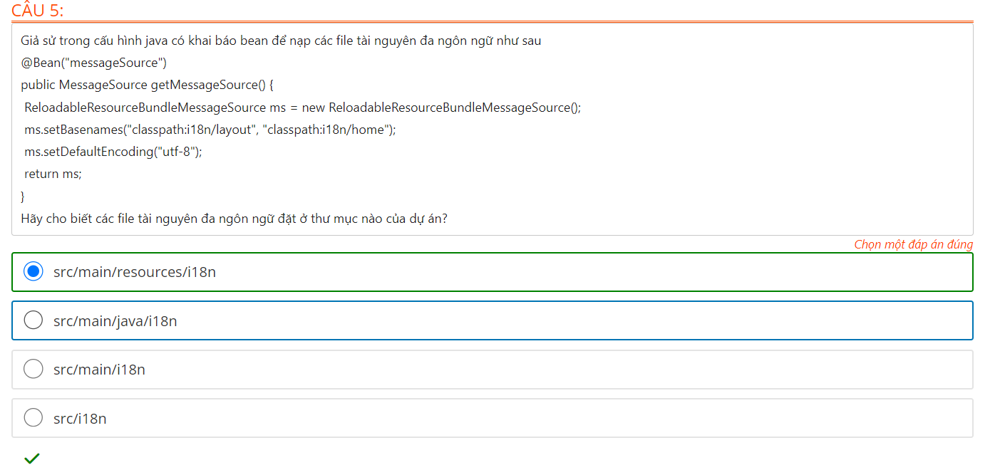 CÂU 5:
Giả sử trong cấu hình java có khai báo bean để nạp các file tài nguyên đa ngôn ngữ như sau
@Bean("messageSource")
public MessageSource getMessageSource() {
ReloadableResourceBundleMessageSource ms = new ReloadableResourceBundleMessageSource();
ms.setBasenames("classpath:i18n/layout", "classpath:i18n/home");
ms.setDefaultEncoding("utf-8");
return ms;
}
Hãy cho biết các file tài nguyên đa ngôn ngữ đặt ở thư mục nào của dự án?
Chọn một đáp án đúng
src/main/resources/i18n
src/main/java/i18n
src/main/i18n
src/i18n